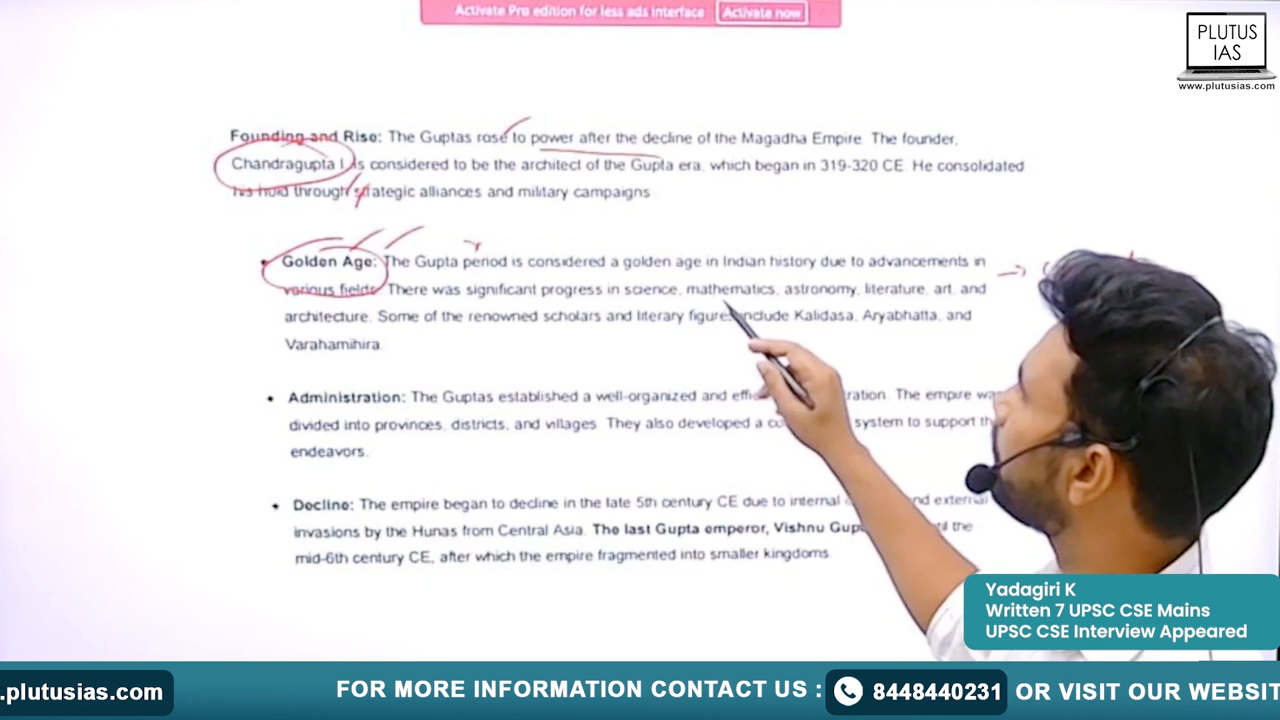 Activate Pro edition for less ads interface Activate now
PLUTUS
IAS
www.plutusias.com
Founding and Rise: The Guptas rose to power after the decline of the Magadha Empire. The founder,
Chandragupta I, is considered to be the architect of the Gupta era, which began in 319-320 CE. He consolidated
his hold through strategic alliances and military campaigns
Golden Age: The Gupta period is considered a golden age in Indian history due to advancements in
various fields. There was significant progress in science, mathematics, astronomy, literature, art, and
architecture. Some of the renowned scholars and literary figures include Kalidasa, Aryabhatta, and
Varahamihira.
Administration: The Guptas established a well-organized and The empire
divided into provinces, districts, and villages. They also developed a system to support
endeavors.
Decline: The empire began to decline in the late 5th century CE due to internal and external
invasions by the Hunas from Central Asia. The last Gupta emperor, Vishnu the
mid-6th century CE, after which the empire fragmented into smaller kingdoms
Yadagiri K
Written 7 UPSC CSE Mains
UPSC CSE Interview Appeared
.plutusias.com FOR MORE INFORMATION CONTACT US : 8448440231 OR VISIT OUR WEBSIT